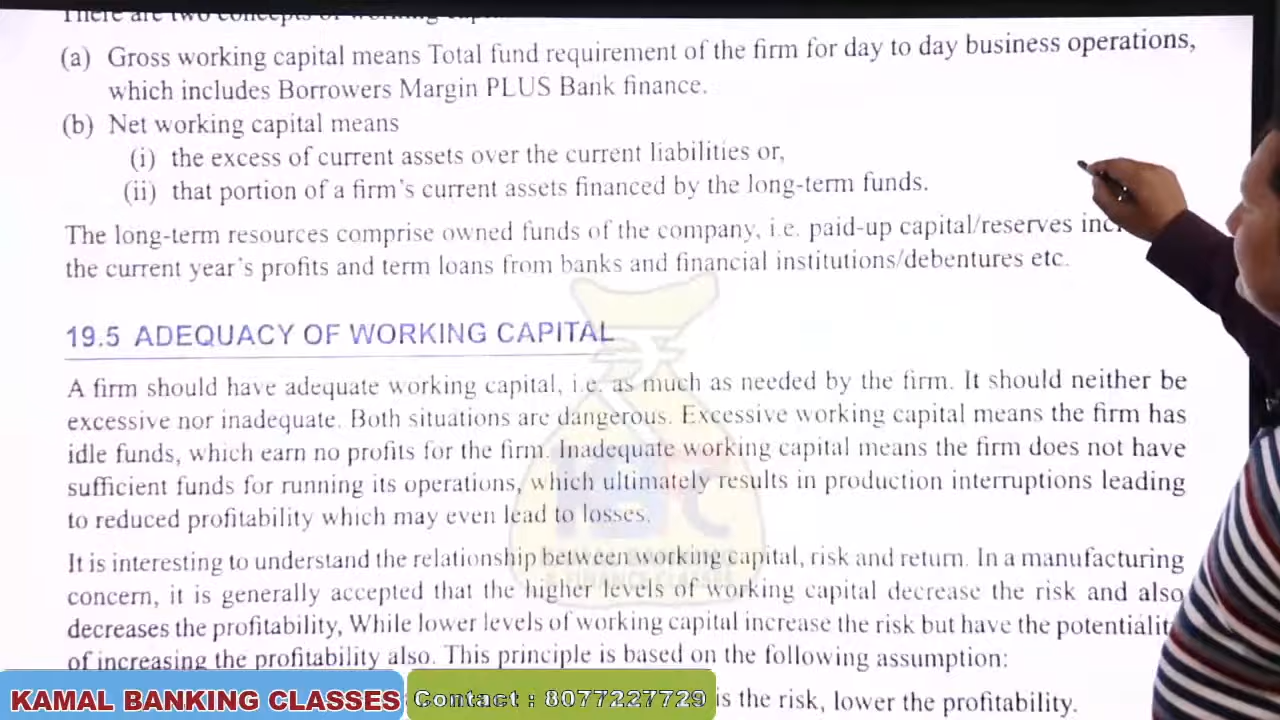 There are two concepts of working
(a) Gross working capital means Total fund requirement of the firm for day to day business operations,
which includes Borrowers Margin PLUS Bank finance.
(b) Net working capital means
(i) the excess of current assets over the current liabilities or,
(ii) that portion of a firm's current assets financed by the long-term funds.
The long-term resources comprise owned funds of the company, i.e. paid-up capital/reserves
the current year's profits and term loans from banks and financial institutions/debentures etc.
19.5 ADEQUACY OF WORKING CAPITAL
A firm should have adequate working capital, i.e. as much as needed by the firm. It should neither be
excessive nor inadequate. Both situations are dangerous. Excessive working capital means the firm has
idle funds, which earn no profits for the firm. Inadequate working capital means the firm does not have
sufficient funds for running its operations, which ultimately results in production interruptions leading
to reduced profitability which may even lead to losses.
It is interesting to understand the relationship between working capital, risk and return. In a manufacturing
concern, it is generally accepted that the higher levels of working capital decrease the risk and also
decreases the profitability, While lower levels of working capital increase the risk but have the potentialit
of increasing the profitability also. This principle is based on the following assumption:
is the risk, lower the profitability.
KAMAL BANKING CLASSES
Contact : 8077227729